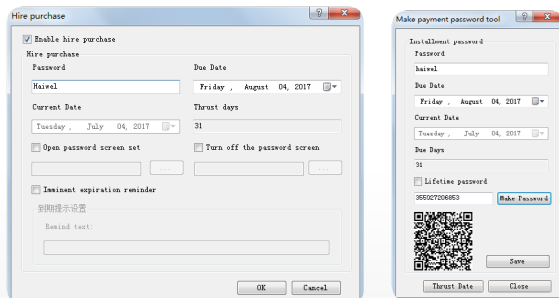 Hire purchase
Enable hire purchase
Hire purchase
Password Due Date
Haiwel Friday , August 04, 2017
Current Date Thrust days
Tuesday , July 04, 2017 31
Open password screen set Turn off the password screen
... ...
Imminent expiration reminder
到期提示设置
Remind text:
OK Cancel
Make payment password tool
Installment password
Password
haiwel
Due Date
Friday , August 04, 2017
Current Date
Tuesday , July 04, 2017
Due Days
31
Lifetime password
355027206853 Make Password
Save
Thrust Date Close